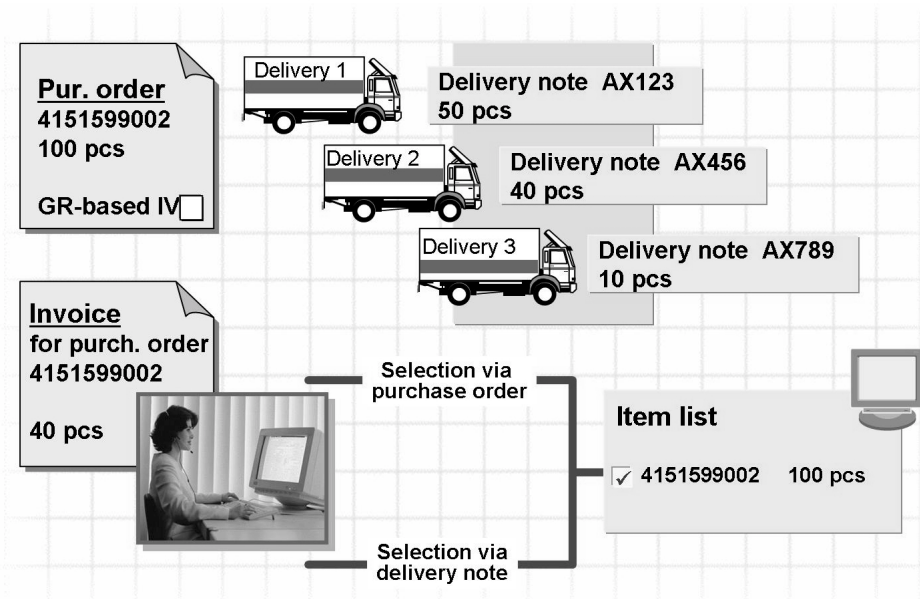 Pur. order
4151599002
100 pcs
GR-based IV
Delivery 1
Delivery note AX123
50 pcs
Delivery 2
Delivery note AX456
40 pcs
Delivery 3
Delivery note AX789
10 pcs
Invoice
for purch. order
4151599002
40 pcs
Selection via
purchase order
Item list
4151599002 100 pcs
Selection via
delivery note